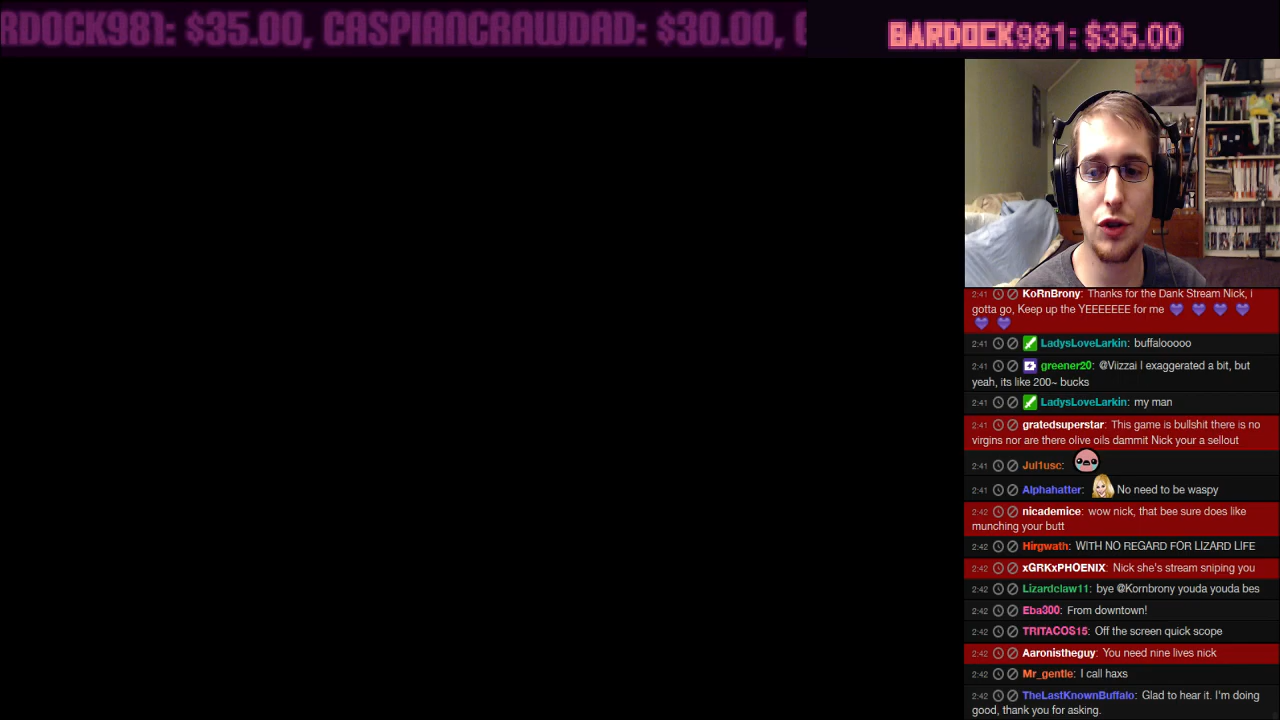 RDOCK981: $35.00, CASPIANCRAWDAD: $30.00,
BARDOCK981: $35.00
2:41 KoRnBrony: Thanks for the Dank Stream Nick, i
gotta go, Keep up the YEEEEEEE for me
2:41 LadysLoveLarkin: buffalooooo
2:41 greener20: @Viizzai I exaggerated a bit, but
yeah, its like 200~ bucks
2:41 LadysLoveLarkin: my man
2:41 gratedsuperstar: This game is bullshit there is no
virgins nor are there olive oils dammit Nick your a sellout
2:41 Jul1usc:
2:41 Alphahatter: No need to be waspy
2:42 nicademice: wow nick, that bee sure does like
munching your butt
2:42 Hirgwath: WITH NO REGARD FOR LIZARD LIFE
2:42 xGRKxPHOENIX: Nick she's stream sniping you
2:42 Lizardclaw11: bye @Kornbrony youda youda bes
2:42 Eba300: From downtown!
2:42 TRITACOS15: Off the screen quick scope
2:42 Aaronistheguy: You need nine lives nick
2:42 Mr_gentle: I call haxs
2:42 TheLastKnownBuffalo: Glad to hear it. I'm doing
good, thank you for asking.